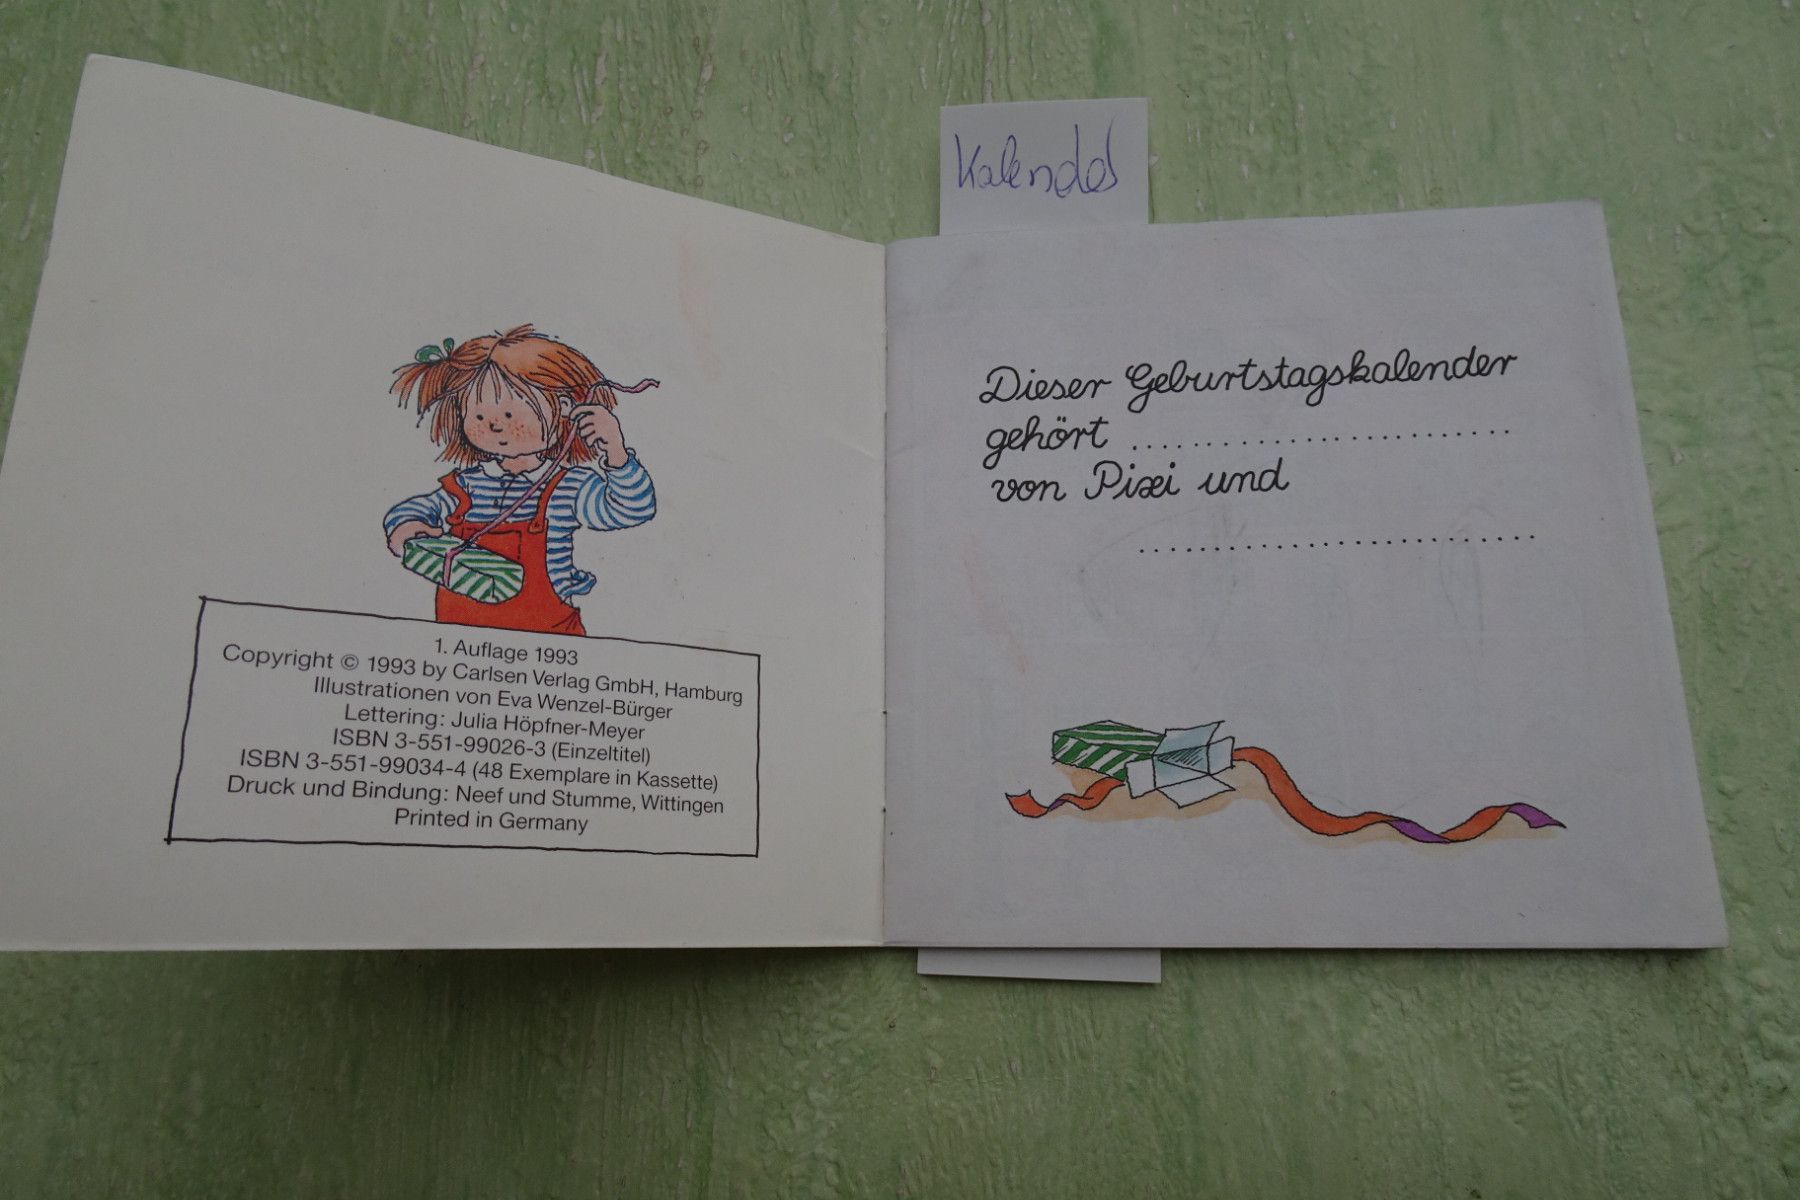 Kalender
1. Auflage 1993
Copyright © 1993 by Carlsen Verlag GmbH, Hamburg
Illustrationen von Eva Wenzel-Bürger
Lettering: Julia Höpfner-Meyer
ISBN 3-551-99026-3 (Einzeltitel)
ISBN 3-551-99034-4 (48 Exemplare in Kassette)
Druck und Bindung: Neef und Stumme, Wittingen
Printed in Germany
Dieser Geburtstagskalender
gehört ..........................
von Pixi und
...........................